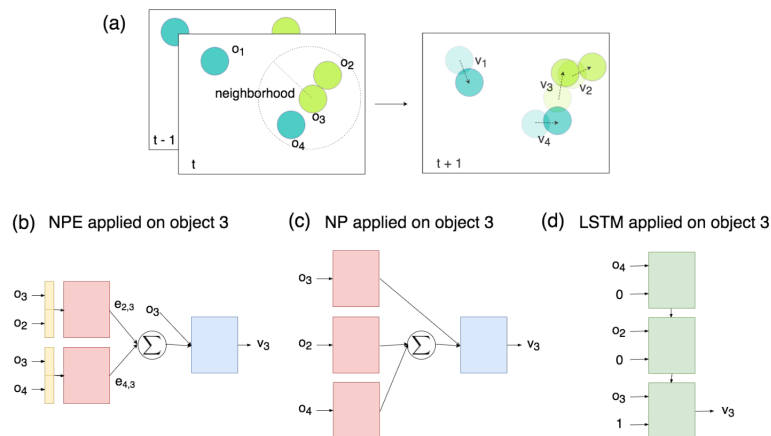 (a)
o1
o2
neighborhood
o3
o4
t - 1
t
v1
v3
v2
v4
t + 1
(b) NPE applied on object 3
o3
o2
e2,3
o3
Σ
v3
o3
o4
e4,3
(c) NP applied on object 3
o3
o2
Σ
v3
o4
(d) LSTM applied on object 3
o4
0
o2
0
o3
1
v3